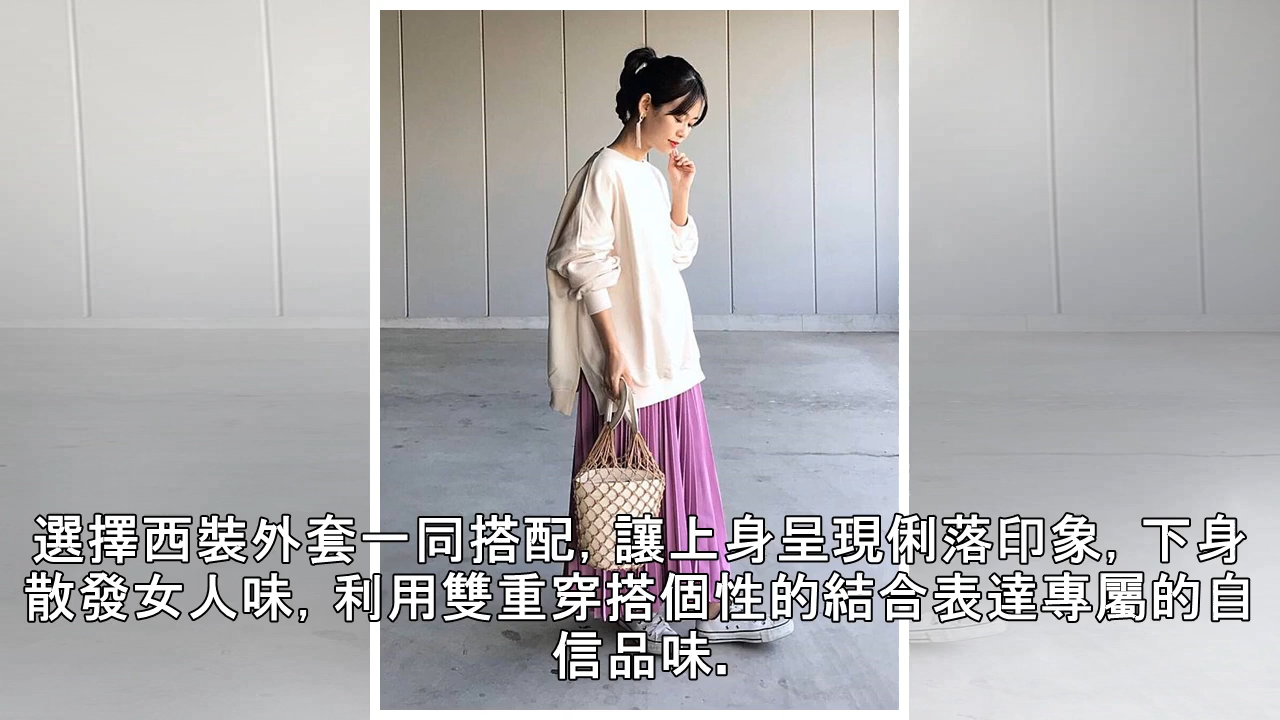 選擇西裝外套一同搭配, 讓上身呈現俐落印象, 下身
散發女人味, 利用雙重穿搭個性的結合表達專屬的自
信品味.